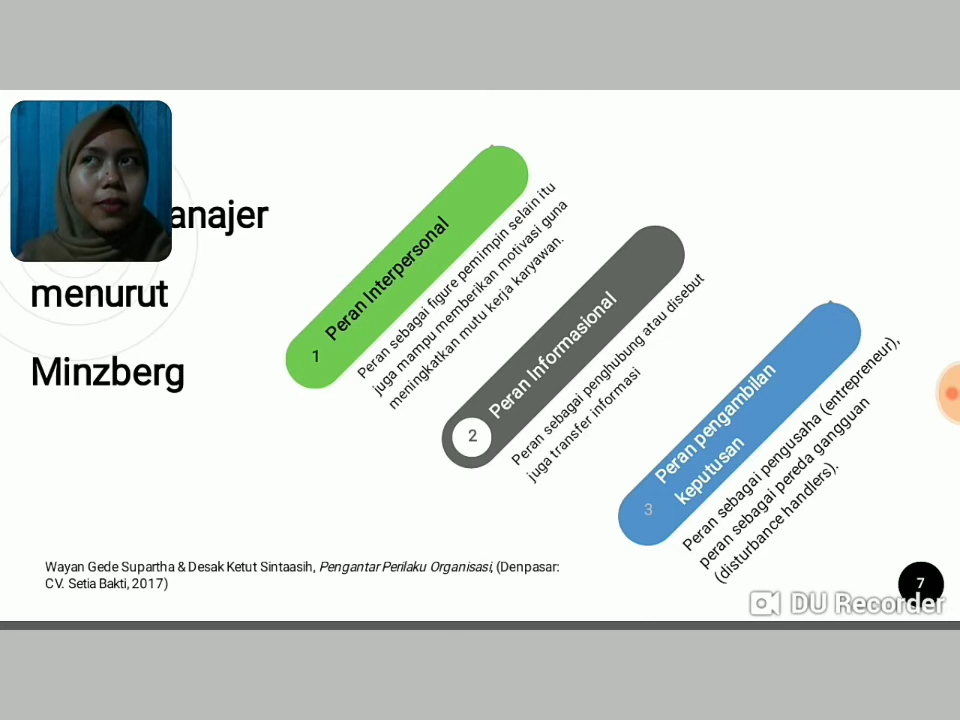 anajer
menurut
Minzberg
1
Peran Interpersonal
Peran sebagai figure pemimpin selain itu
juga mampu memberikan motivasi guna
meningkatkan mutu kerja karyawan.
2
Peran Informasional
Peran sebagai penghubung atau disebut
juga transfer informasi
3
Peran pengambilan
keputusan
Peran sebagai pengusaha (entrepreneur),
peran sebagai pereda gangguan
(disturbance handlers).
Wayan Gede Supartha & Desak Ketut Sintaasih, Pengantar Perilaku Organisasi, (Denpasar:
CV. Setia Bakti, 2017)
7
DU Recorder